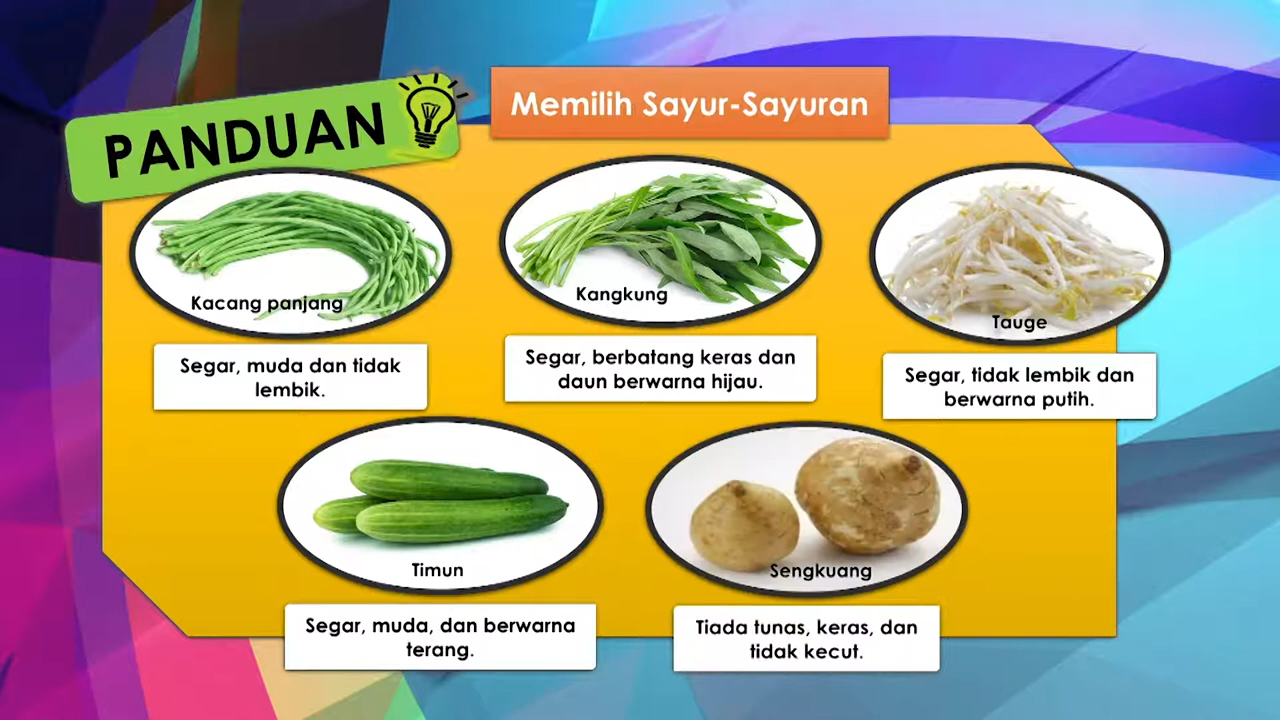 PANDUAN
Memilih Sayur-Sayuran
Kacang panjang
Segar, muda dan tidak
lembik.
Kangkung
Segar, berbatang keras dan
daun berwarna hijau.
Tauge
Segar, tidak lembik dan
berwarna putih.
Timun
Segar, muda, dan berwarna
terang.
Sengkuang
Tiada tunas, keras, dan
tidak kecut.